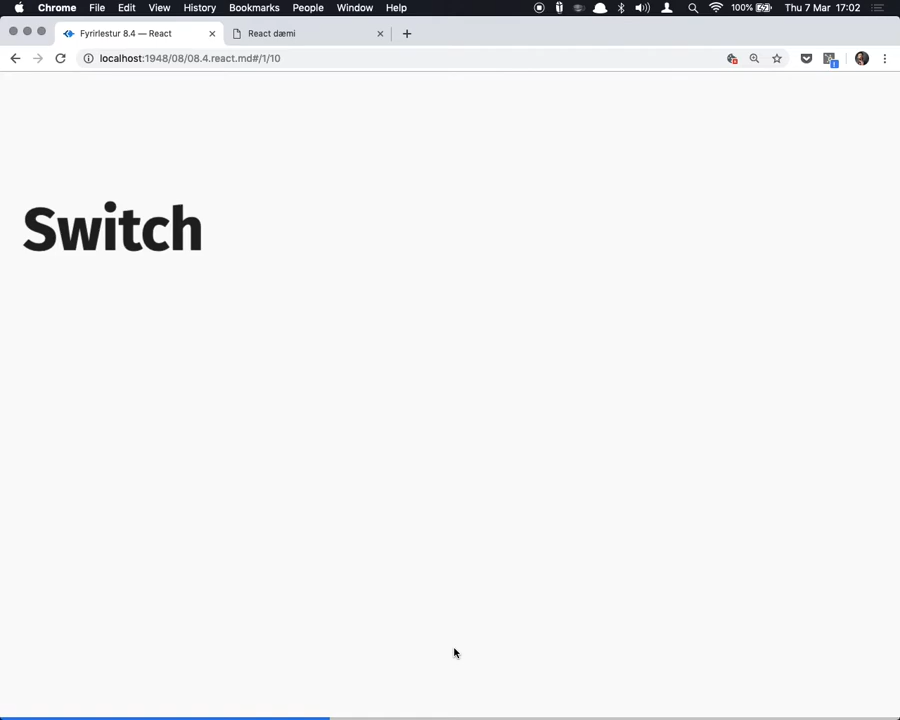 Chrome File Edit View History Bookmarks People Window Help 100% Thu 7 Mar 17:02
Fyrirlestur 8.4 — React React dæmi
localhost:1948/08/08.4.react.md#/1/10
Switch